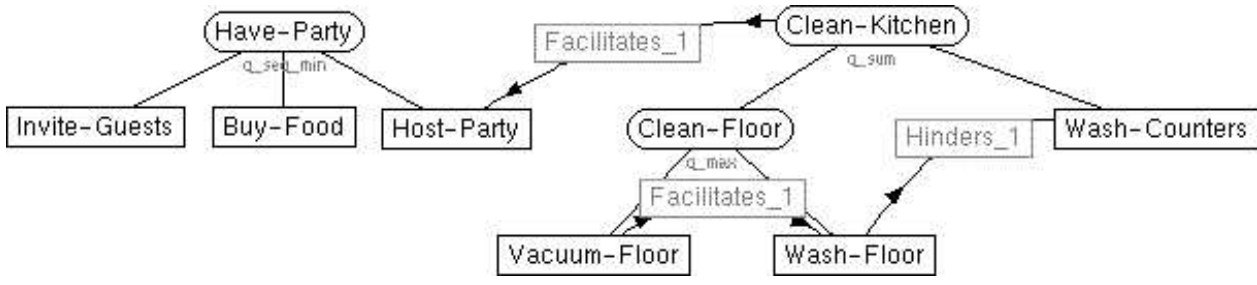 Have-Party
Clean-Kitchen
Facilitates_1
q_seq_min
q_sum
Invite-Guests
Buy-Food
Host-Party
Clean-Floor
Hinders_1
Wash-Counters
q_max
Facilitates_1
Vacuum-Floor
Wash-Floor